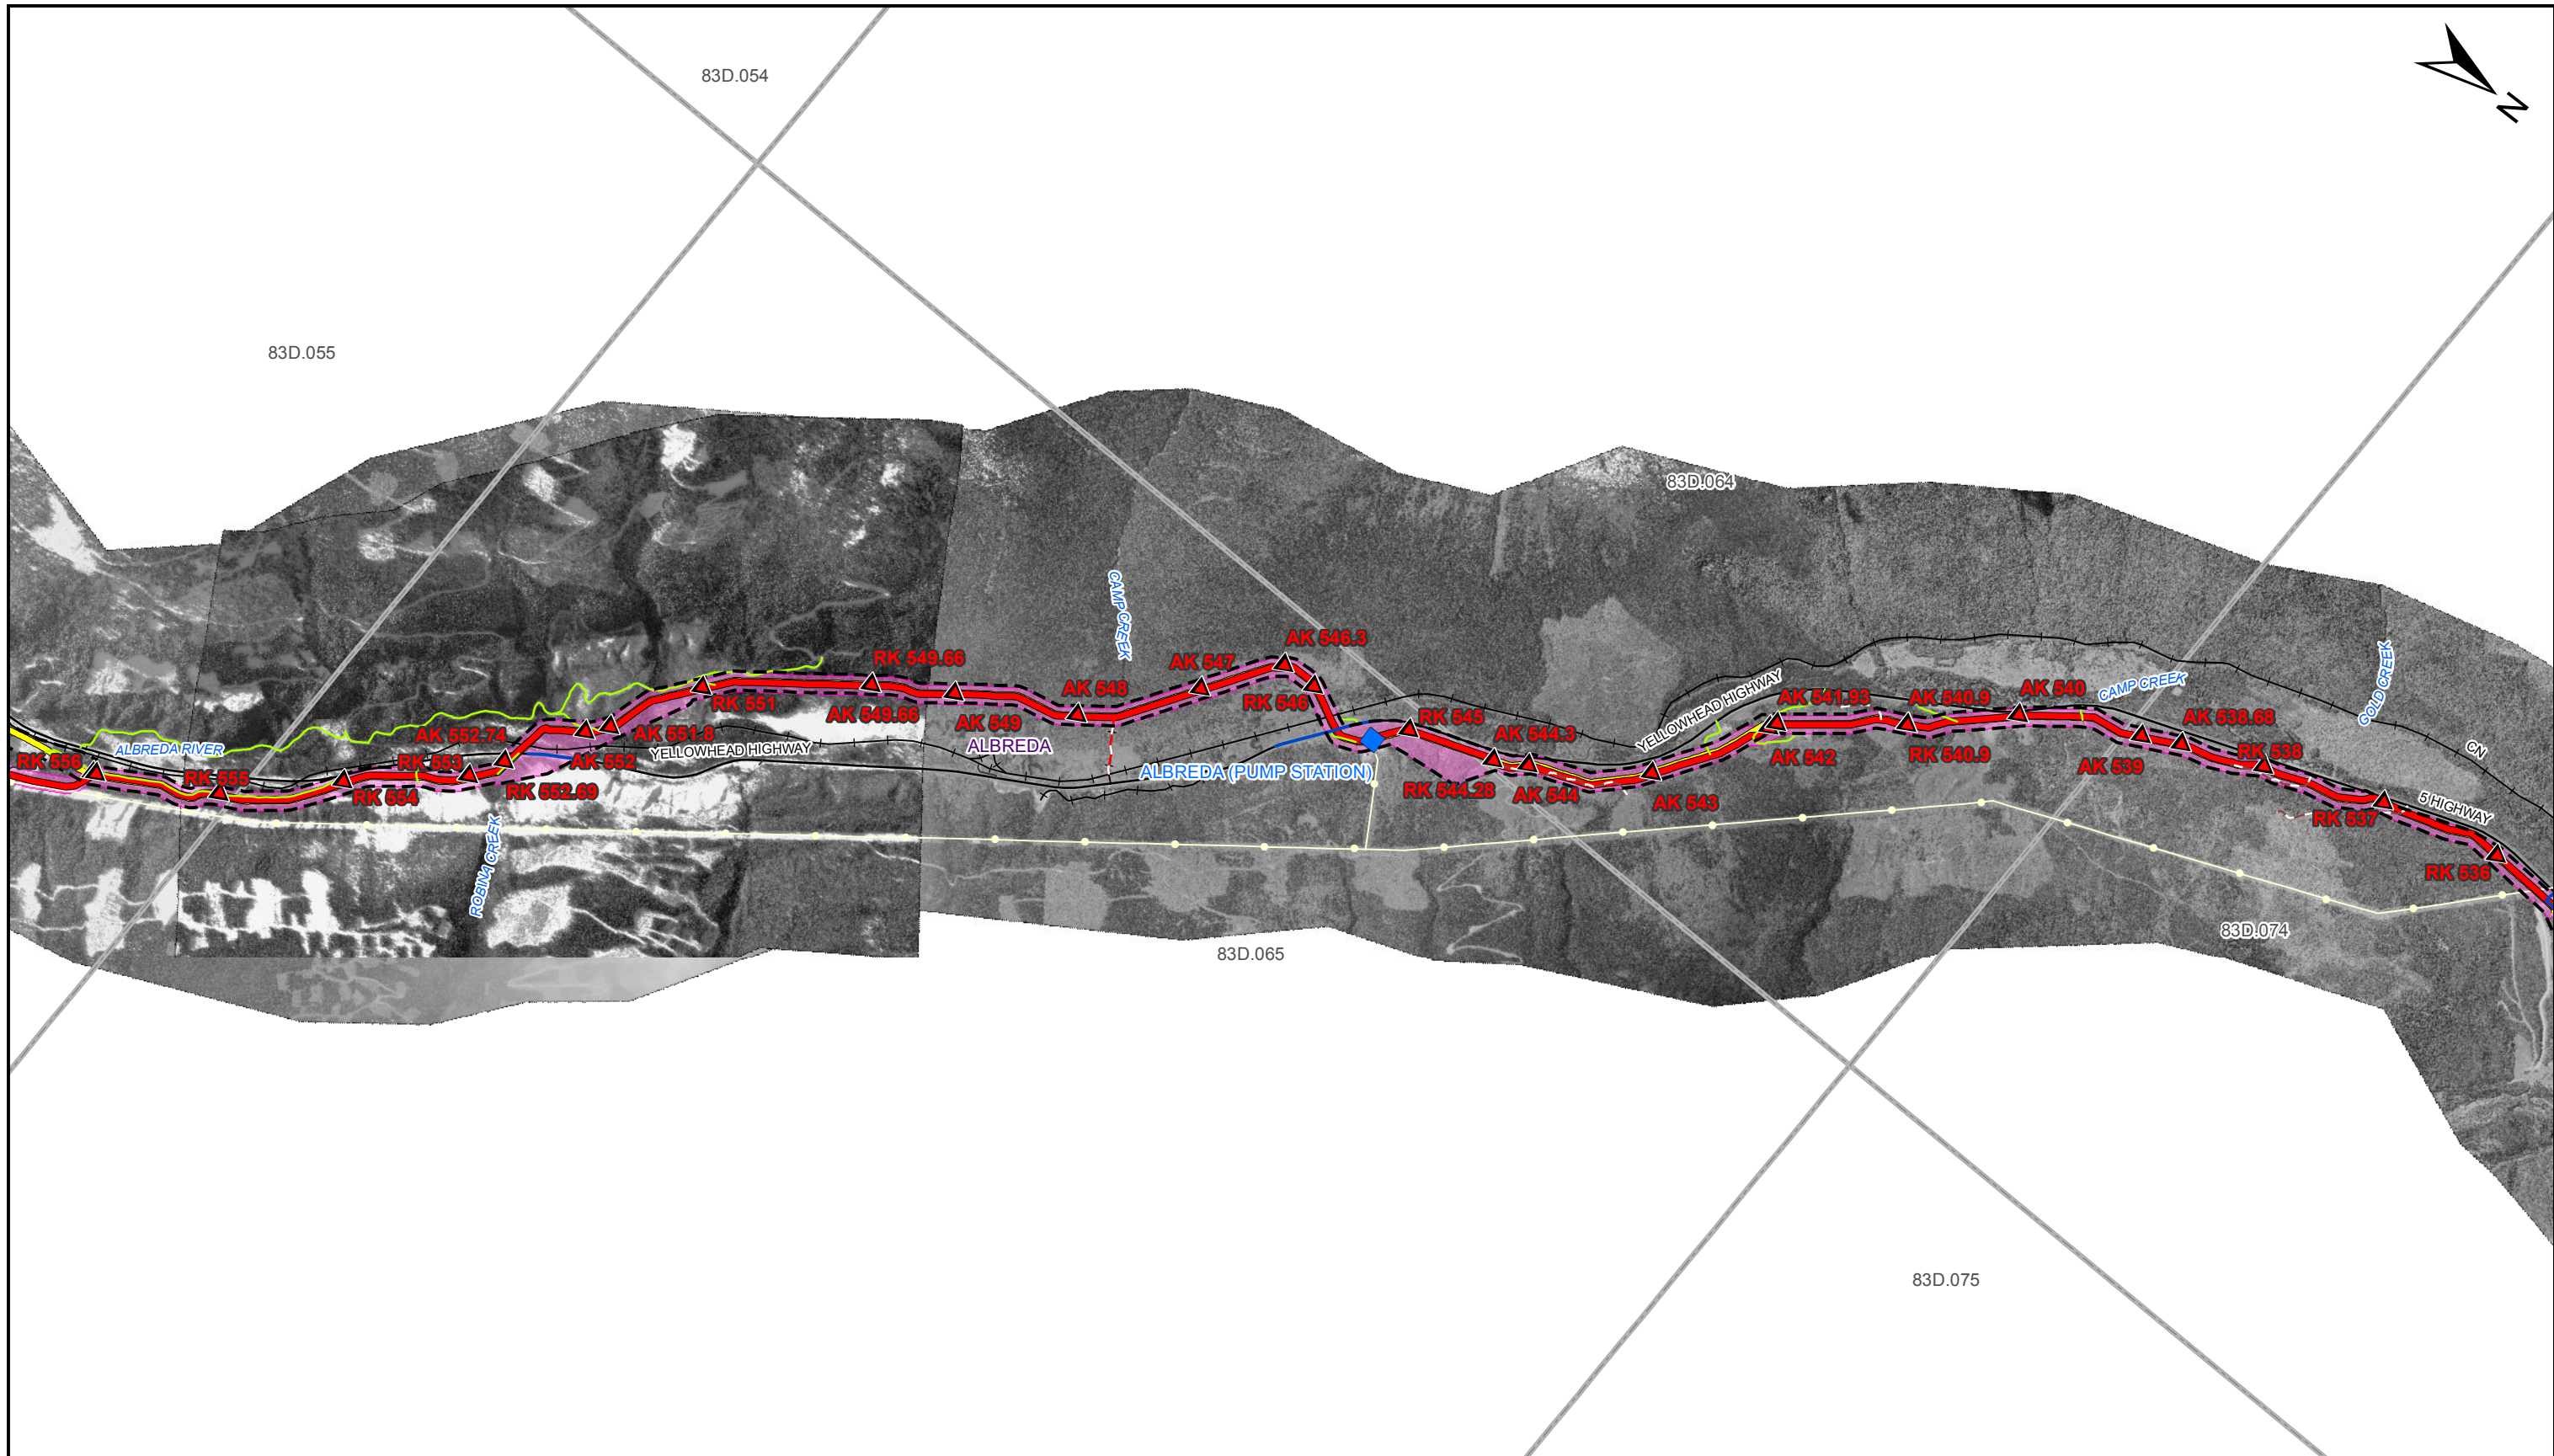 83D.054
N
83D.055
83D.064
CAMP CREEK
AK 546.3
RK 549.66
AK 547
AK 548
RK 551
RK 546
AK 549.66
AK 549
YELLOWHEAD HIGHWAY
AK 541.93
AK 540.9
AK 540
CAMP CREEK
GOLD CREEK
RK 545
AK 538.68
AK 552.74
AK 551.8
AK 544.3
ALBREDA
ALBREDA RIVER
YELLOWHEAD HIGHWAY
CN
RK 556
RK 553
AK 552
RK 555
ALBREDA (PUMP STATION)
AK 542
RK 540.9
AK 539
RK 538
RK 554
RK 552.69
RK 544.28
AK 544
AK 543
RK 537
5 HIGHWAY
ROBINA CREEK
RK 536
83D.074
83D.065
83D.075